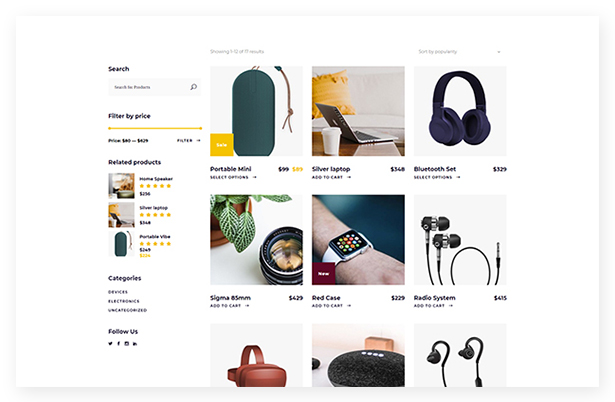 Showing 1-12 of 17 results
Sort by popularity
Search
Search for Products
Filter by price
Price: $80 — $629
FILTER
Related products
Home Speaker
$236
Silver laptop
$348
Portable Vibe
$249
$226
Categories
DEVICES
ELECTRONICS
UNCATEGORIZED
Follow Us
Sale
Portable Mini
$99 $89
SELECT OPTIONS
Silver laptop
$348
ADD TO CART
Bluetooth Set
$329
SELECT OPTIONS
Sigma 85mm
$429
ADD TO CART
New
Red Case
$229
ADD TO CART
Radio System
$415
ADD TO CART